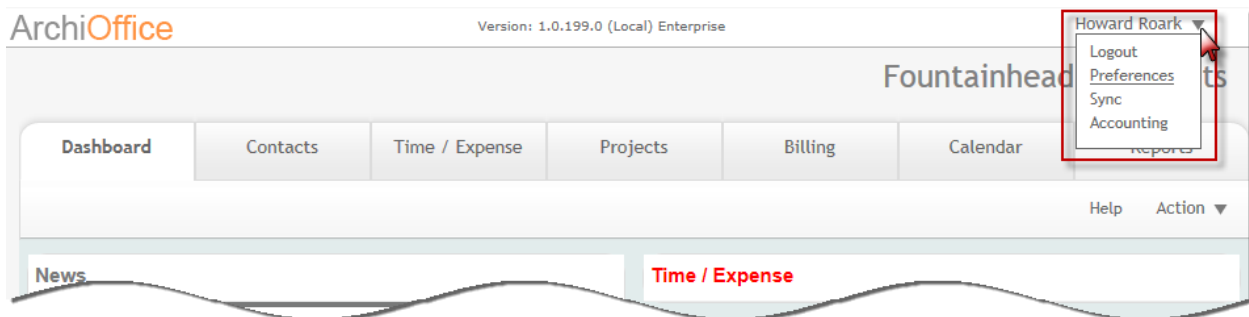 ArchiOffice Version: 1.0.199.0 (Local) Enterprise Howard Roark
Logout
Fountainhead ts
Preferences
Sync
Accounting
Dashboard Contacts Time / Expense Projects Billing Calendar Reports
Help Action
News Time / Expense